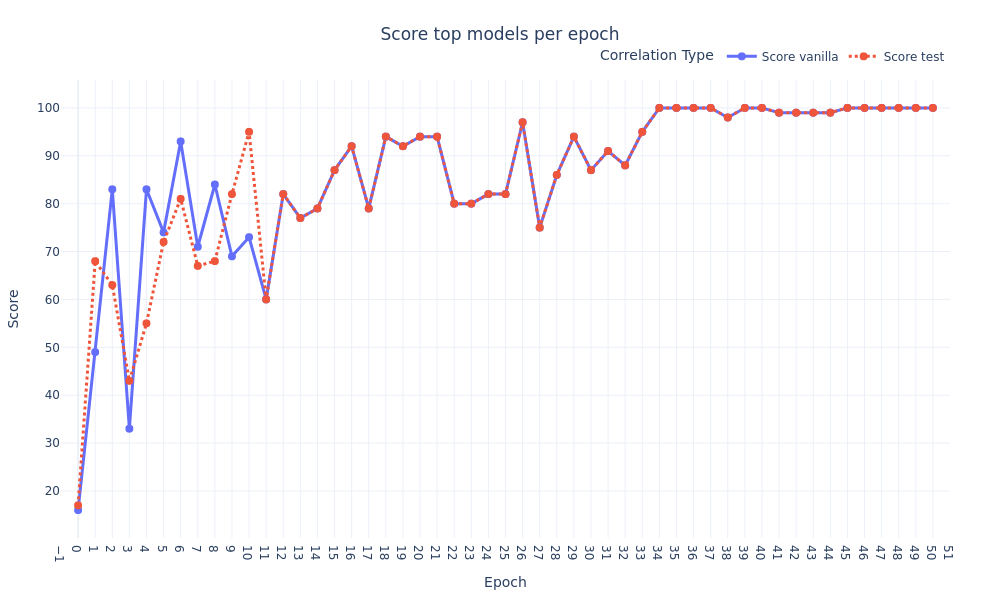 Score top models per epoch
Correlation Type Score vanilla Score test
100
90
80
70
60
50
40
30
20
Score
−1 0 1 2 3 4 5 6 7 8 9 10 11 12 13 14 15 16 17 18 19 20 21 22 23 24 25 26 27 28 29 30 31 32 33 34 35 36 37 38 39 40 41 42 43 44 45 46 47 48 49 50 51
Epoch